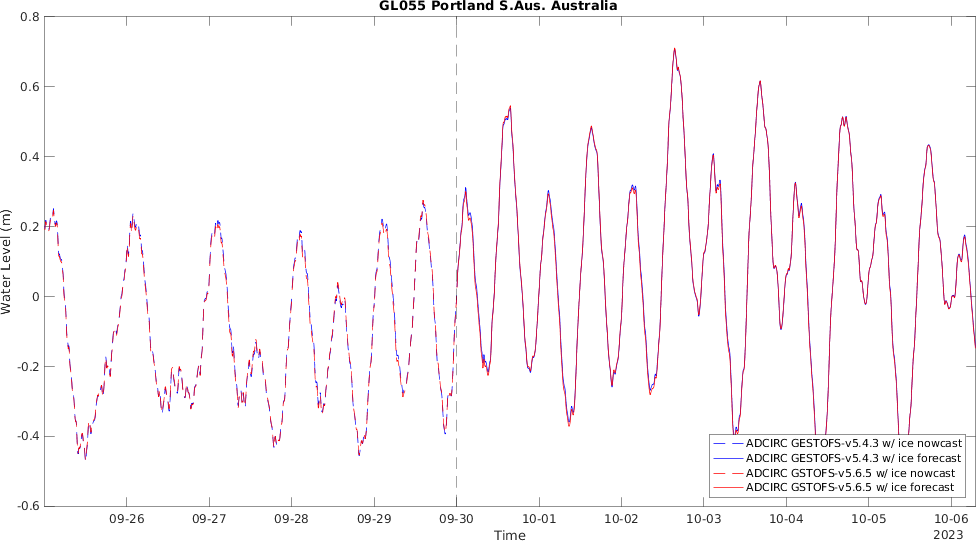 GL055 Portland S.Aus. Australia
0.8
0.6
0.4
0.2
0
-0.2
-0.4
-0.6
Water Level (m)
09-26
09-27
09-28
09-29
09-30
10-01
10-02
10-03
10-04
10-05
10-06
2023
Time
ADCIRC GESTOFS-v5.4.3 w/ ice nowcast
ADCIRC GESTOFS-v5.4.3 w/ ice forecast
ADCIRC GSTOFS-v5.6.5 w/ ice nowcast
ADCIRC GSTOFS-v5.6.5 w/ ice forecast